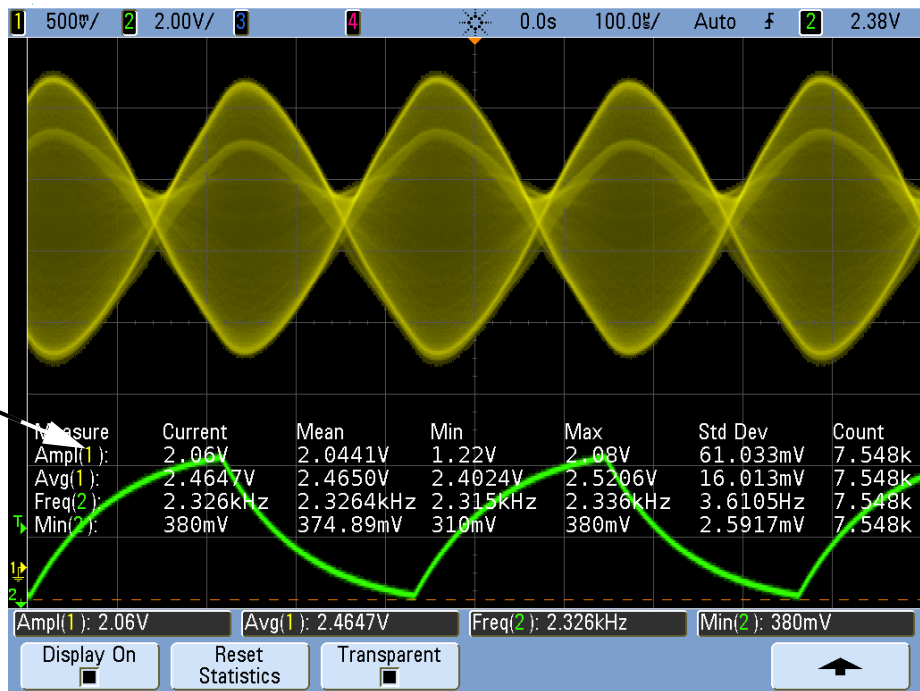 1 500mV/ 2 2.00V/ 3 4 0.0s 100.0µs/ Auto 2 2.38V
Measure Current Mean Min Max Std Dev Count
Ampl(1): 2.06V 2.0441V 1.22V 2.08V 61.033mV 7.548k
Avg(1): 2.4647V 2.4650V 2.4024V 2.5206V 16.013mV 7.548k
Freq(2): 2.326kHz 2.3264kHz 2.315kHz 2.336kHz 3.6105Hz 7.548k
Min(2): 380mV 374.89mV 310mV 380mV 2.5917mV 7.548k
T
1
2
Ampl(1): 2.06V Avg(1): 2.4647V Freq(2): 2.326kHz Min(2): 380mV
Display On Reset Statistics Transparent